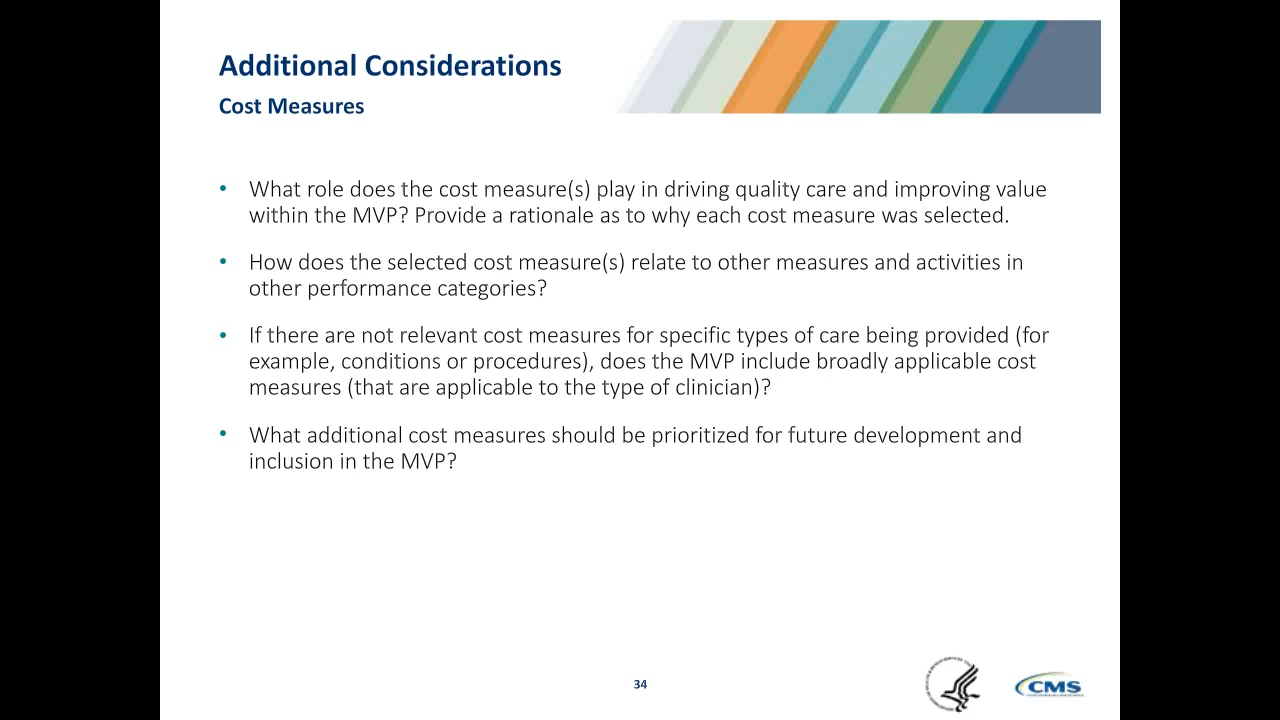 Additional Considerations
Cost Measures
• What role does the cost measure(s) play in driving quality care and improving value
within the MVP? Provide a rationale as to why each cost measure was selected.
• How does the selected cost measure(s) relate to other measures and activities in
other performance categories?
• If there are not relevant cost measures for specific types of care being provided (for
example, conditions or procedures), does the MVP include broadly applicable cost
measures (that are applicable to the type of clinician)?
• What additional cost measures should be prioritized for future development and
inclusion in the MVP?
34
CMS